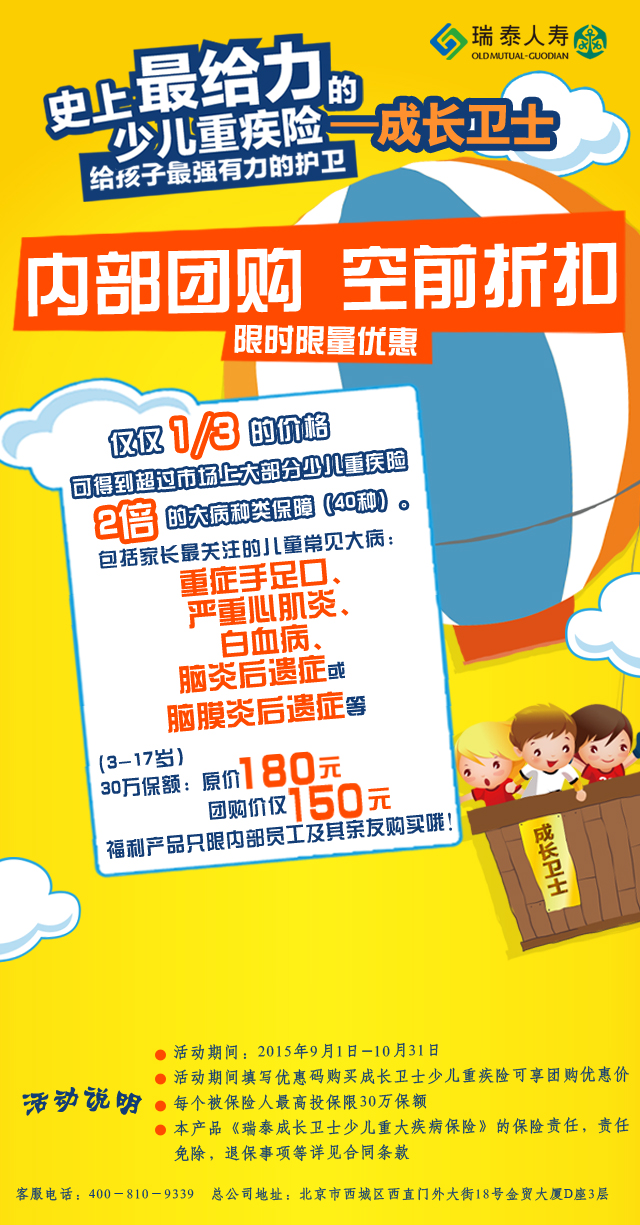 瑞泰人寿
OLDMUTUAL-GUODIAN
史上最给力的
少儿重疾险—成长卫士
给孩子最强有力的护卫
内部团购 空前折扣
限时限量优惠
仅仅1/3的价格
可得到超过市场上大部分少儿重疾险
2倍的大病种类保障（40种）。
包括家长最关注的儿童常见大病：
重症手足口、
严重心肌炎、
白血病、
脑炎后遗症或
脑膜炎后遗症等
(3-17岁)
30万保额：原价180元
团购价仅150元
福利产品只限内部员工及其亲友购买哦！
成长卫士
活动说明
活动期间：2015年9月1日-10月31日
活动期间填写优惠码购买成长卫士少儿重疾险可享团购优惠价
每个被保险人最高投保限30万保额
本产品《瑞泰成长卫士少儿重大疾病保险》的保险责任，责任
免除，退保事项等详见合同条款
客服电话：400-810-9339 总公司地址：北京市西城区西直门外大街18号金贸大厦D座3层